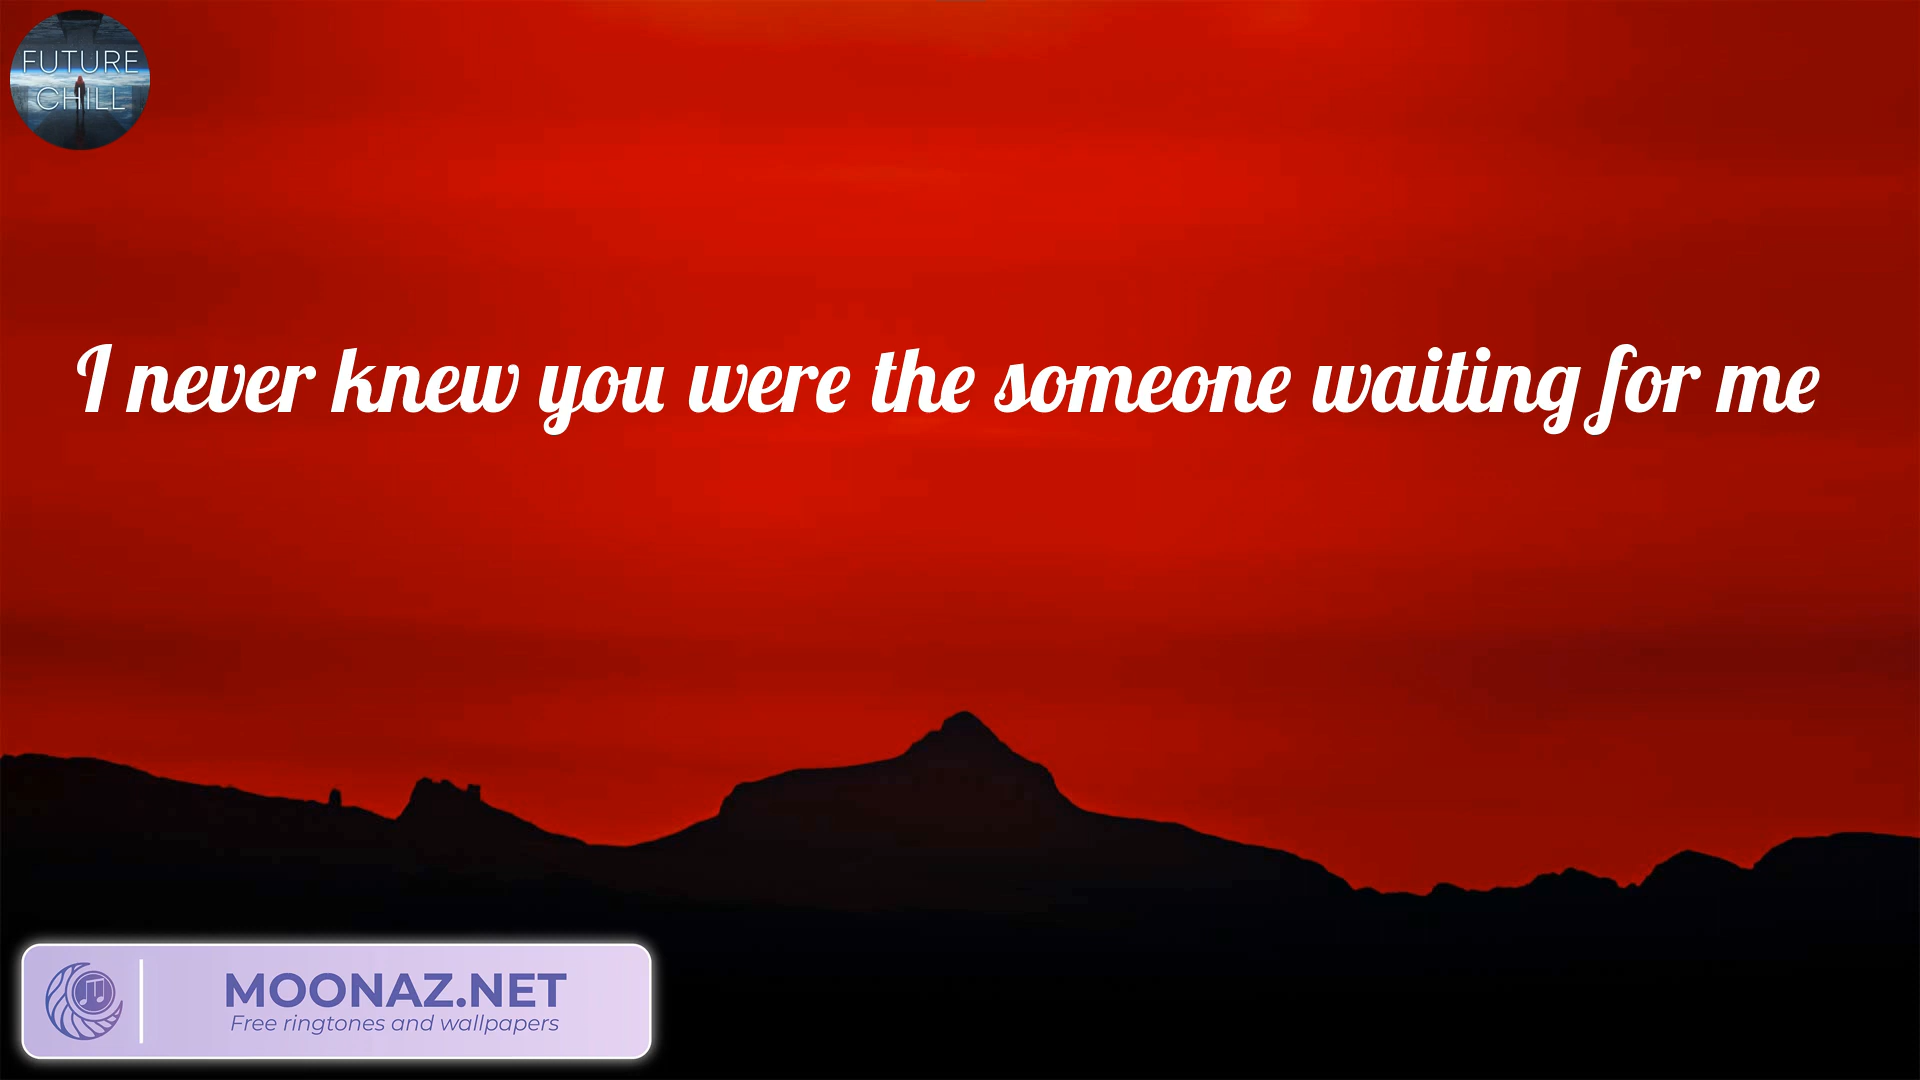 FUTURE
CHILL
I never knew you were the someone waiting for me
MOONAZ.NET
Free ringtones and wallpapers